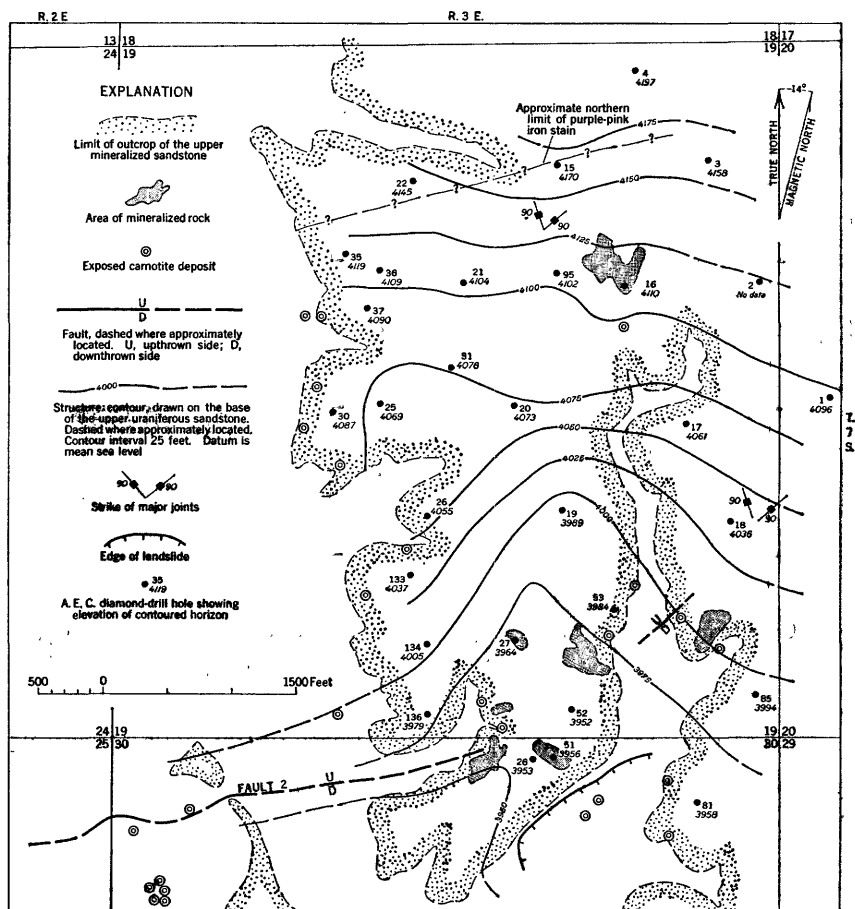 R. 2 E
R. 3 E.
13 18
24 19
18 17
19 20
EXPLANATION
Limit of outcrop of the upper
mineralized sandstone
Area of mineralized rock
Exposed carnotite deposit
U
D
Fault, dashed where approximately
located. U, upthrown side; D,
downthrown side
4000
Structure contour, drawn on the base
of the upper uraniferous sandstone.
Dashed where approximately located.
Contour interval 25 feet. Datum is
mean sea level
90 90
Strike of major joints
Edge of landslide
35
4119
A. E. C. diamond-drill hole showing
elevation of contoured horizon
500 0 1500 Feet
4
4197
-14°
TRUE NORTH
MAGNETIC NORTH
Approximate northern
limit of purple-pink
iron stain
4175
?
?
?
?
15
4170
3
4158
22
4145
4150
90
90
4125
35
4119
36
4109
21
4104
95
4102
16
4110
2
No data
4100
37
4090
91
4078
4075
1
4096
T.
7
S.
30
4087
25
4069
20
4073
17
4061
4050
4025
26
4055
19
3989
4000
90
90
18
4036
133
4037
53
3984
U
D
134
4005
27
3964
3975
85
3994
136
3979
52
3952
24 19
25 30
19 20
30 29
51
3956
28
3953
FAULT 2
U
D
3950
81
3958